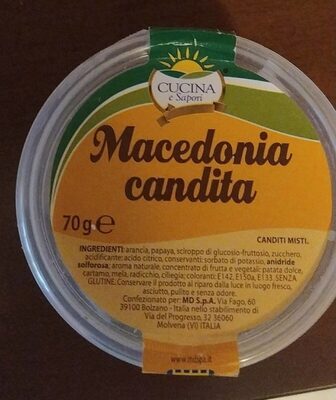 CUCINA
e Sapori
Macedonia
candita
70g e
CANDITI MISTI.
INGREDIENTI: arancia, papaya, sciroppo di glucosio-fruttosio, zucchero,
acidificante: acido citrico, conservanti: sorbato di potassio, anidride
solforosa; aroma naturale, concentrato di frutta e vegetali: patata dolce,
cartamo, mela, radicchio, ciliegia; coloranti: E142, E150a, E133. SENZA
GLUTINE. Conservare il prodotto al riparo dalla luce in luogo fresco,
asciutto, pulito e senza odore.
Confezionato per: MD S.p.A. Via Fago, 60
39100 Bolzano - Italia nello stabilimento di
Via del Progresso, 32 36060
Molvena (VI) ITALIA
www.mdspa.it